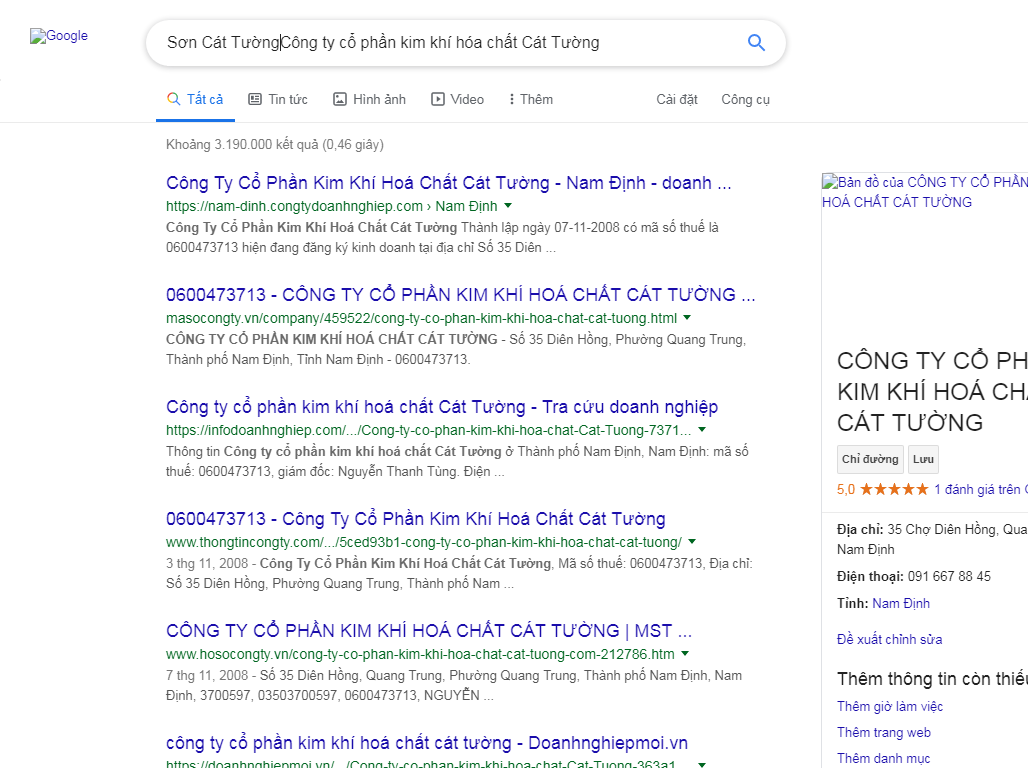 Google
Sơn Cát TườngCông ty cổ phần kim khí hóa chất Cát Tường
Tất cả Tin tức Hình ảnh Video Thêm Cài đặt Công cụ
Khoảng 3.190.000 kết quả (0,46 giây)
Công Ty Cổ Phần Kim Khí Hoá Chất Cát Tường - Nam Định - doanh ...
https://nam-dinh.congtydoanhnghiep.com › Nam Định
Công Ty Cổ Phần Kim Khí Hoá Chất Cát Tường Thành lập ngày 07-11-2008 có mã số thuế là
0600473713 hiện đang đăng ký kinh doanh tại địa chỉ Số 35 Diên ...
0600473713 - CÔNG TY CỔ PHẦN KIM KHÍ HOÁ CHẤT CÁT TƯỜNG ...
masocongty.vn/company/459522/cong-ty-co-phan-kim-khi-hoa-chat-cat-tuong.html
CÔNG TY CỔ PHẦN KIM KHÍ HOÁ CHẤT CÁT TƯỜNG - Số 35 Diên Hồng, Phường Quang Trung,
Thành phố Nam Định, Tỉnh Nam Định - 0600473713.
Công ty cổ phần kim khí hoá chất Cát Tường - Tra cứu doanh nghiệp
https://infodoanhnghiep.com/.../Cong-ty-co-phan-kim-khi-hoa-chat-Cat-Tuong-7371...
Thông tin Công ty cổ phần kim khí hoá chất Cát Tường ở Thành phố Nam Định, Nam Định: mã số
thuế: 0600473713, giám đốc: Nguyễn Thanh Tùng. Điện ...
0600473713 - Công Ty Cổ Phần Kim Khí Hoá Chất Cát Tường
www.thongtincongty.com/.../5ced93b1-cong-ty-co-phan-kim-khi-hoa-chat-cat-tuong/
3 thg 11, 2008 - Công Ty Cổ Phần Kim Khí Hoá Chất Cát Tường, Mã số thuế: 0600473713, Địa chỉ:
Số 35 Diên Hồng, Phường Quang Trung, Thành phố Nam ...
CÔNG TY CỔ PHẦN KIM KHÍ HOÁ CHẤT CÁT TƯỜNG | MST ...
www.hosocongty.vn/cong-ty-co-phan-kim-khi-hoa-chat-cat-tuong-com-212786.htm
7 thg 11, 2008 - Số 35 Diên Hồng, Quang Trung, Phường Quang Trung, Thành phố Nam Định, Nam
Định, 3700597, 03503700597, 0600473713, NGUYỄN ...
công ty cổ phần kim khí hoá chất cát tường - Doanhnghiepmoi.vn
https://doanhnghiepmoi.vn/.../Cong-ty-co-phan-kim-khi-hoa-chat-Cat-Tuong-363a1...
Bản đồ của CÔNG TY CỔ PHẦN
HOÁ CHẤT CÁT TƯỜNG
CÔNG TY CỔ PH
KIM KHÍ HOÁ CHẤ
CÁT TƯỜNG
Chỉ đường Lưu
5,0 ★★★★★ 1 đánh giá trên G
Địa chỉ: 35 Chợ Diên Hồng, Qua
Nam Định
Điện thoại: 091 667 88 45
Tỉnh: Nam Định
Đề xuất chỉnh sửa
Thêm thông tin còn thiếu
Thêm giờ làm việc
Thêm trang web
Thêm danh mục